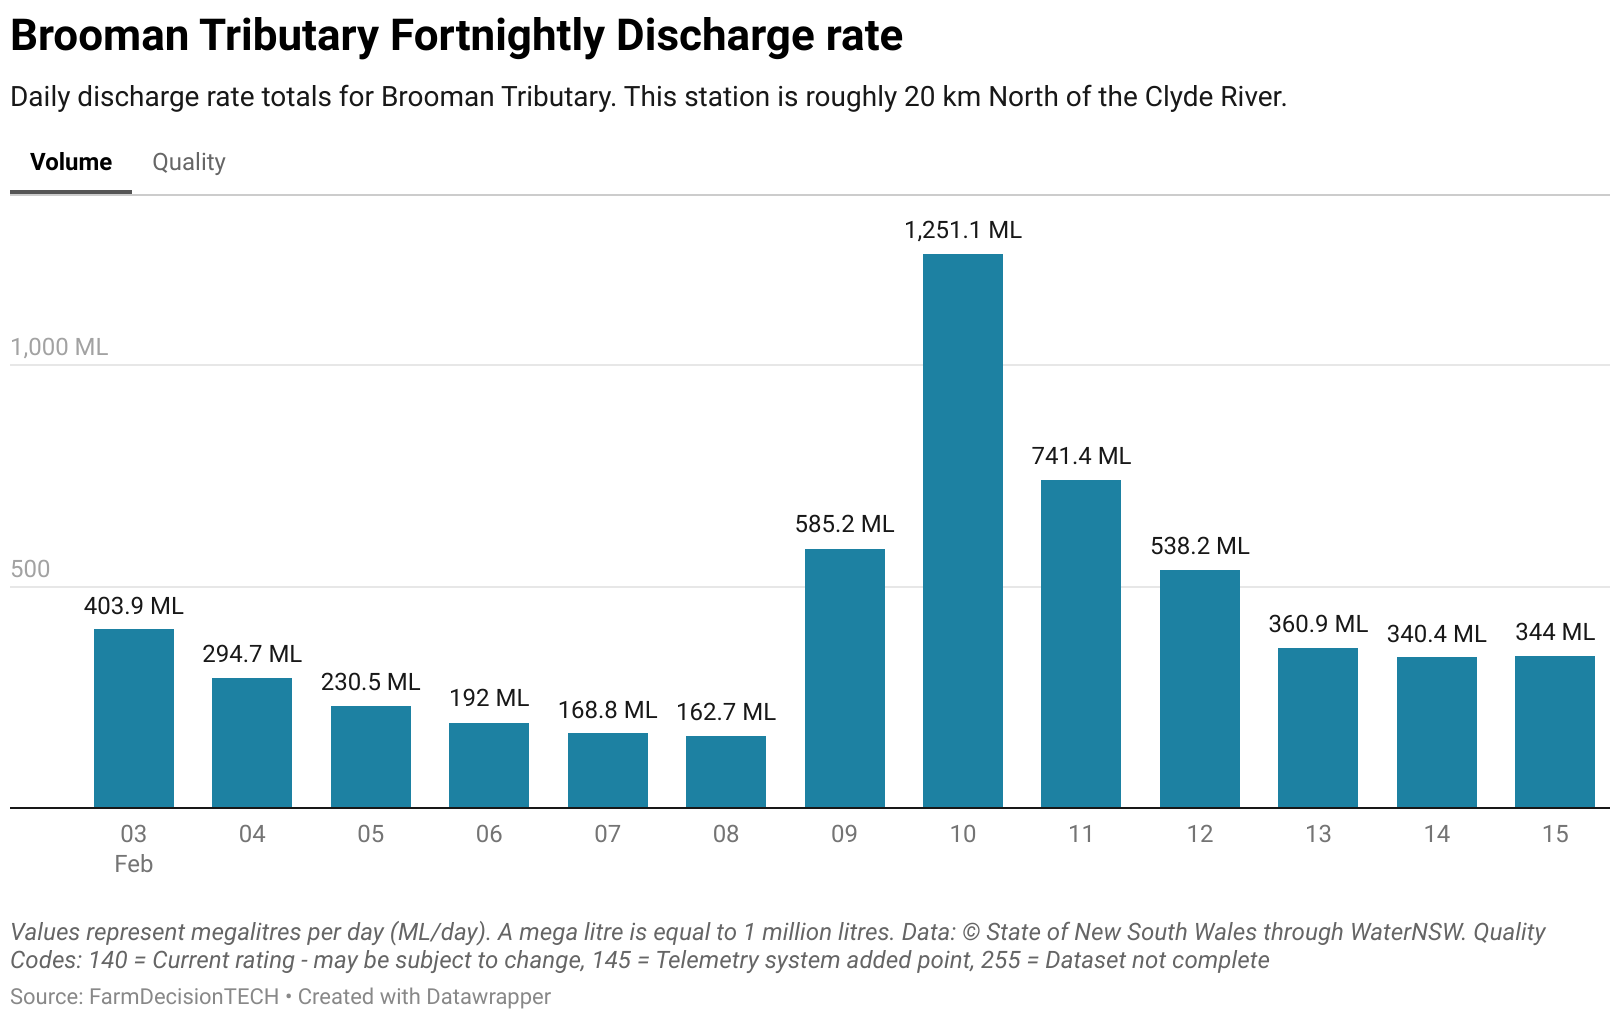 Brooman Tributary Fortnightly Discharge rate
Daily discharge rate totals for Brooman Tributary. This station is roughly 20 km North of the Clyde River.
Volume Quality
1,251.1 ML
1,000 ML
741.4 ML
585.2 ML
538.2 ML
500
403.9 ML
360.9 ML
340.4 ML
344 ML
294.7 ML
230.5 ML
192 ML
168.8 ML
162.7 ML
03 04 05 06 07 08 09 10 11 12 13 14 15
Feb
Values represent megalitres per day (ML/day). A mega litre is equal to 1 million litres. Data: © State of New South Wales through WaterNSW. Quality
Codes: 140 = Current rating - may be subject to change, 145 = Telemetry system added point, 255 = Dataset not complete
Source: FarmDecisionTECH • Created with Datawrapper